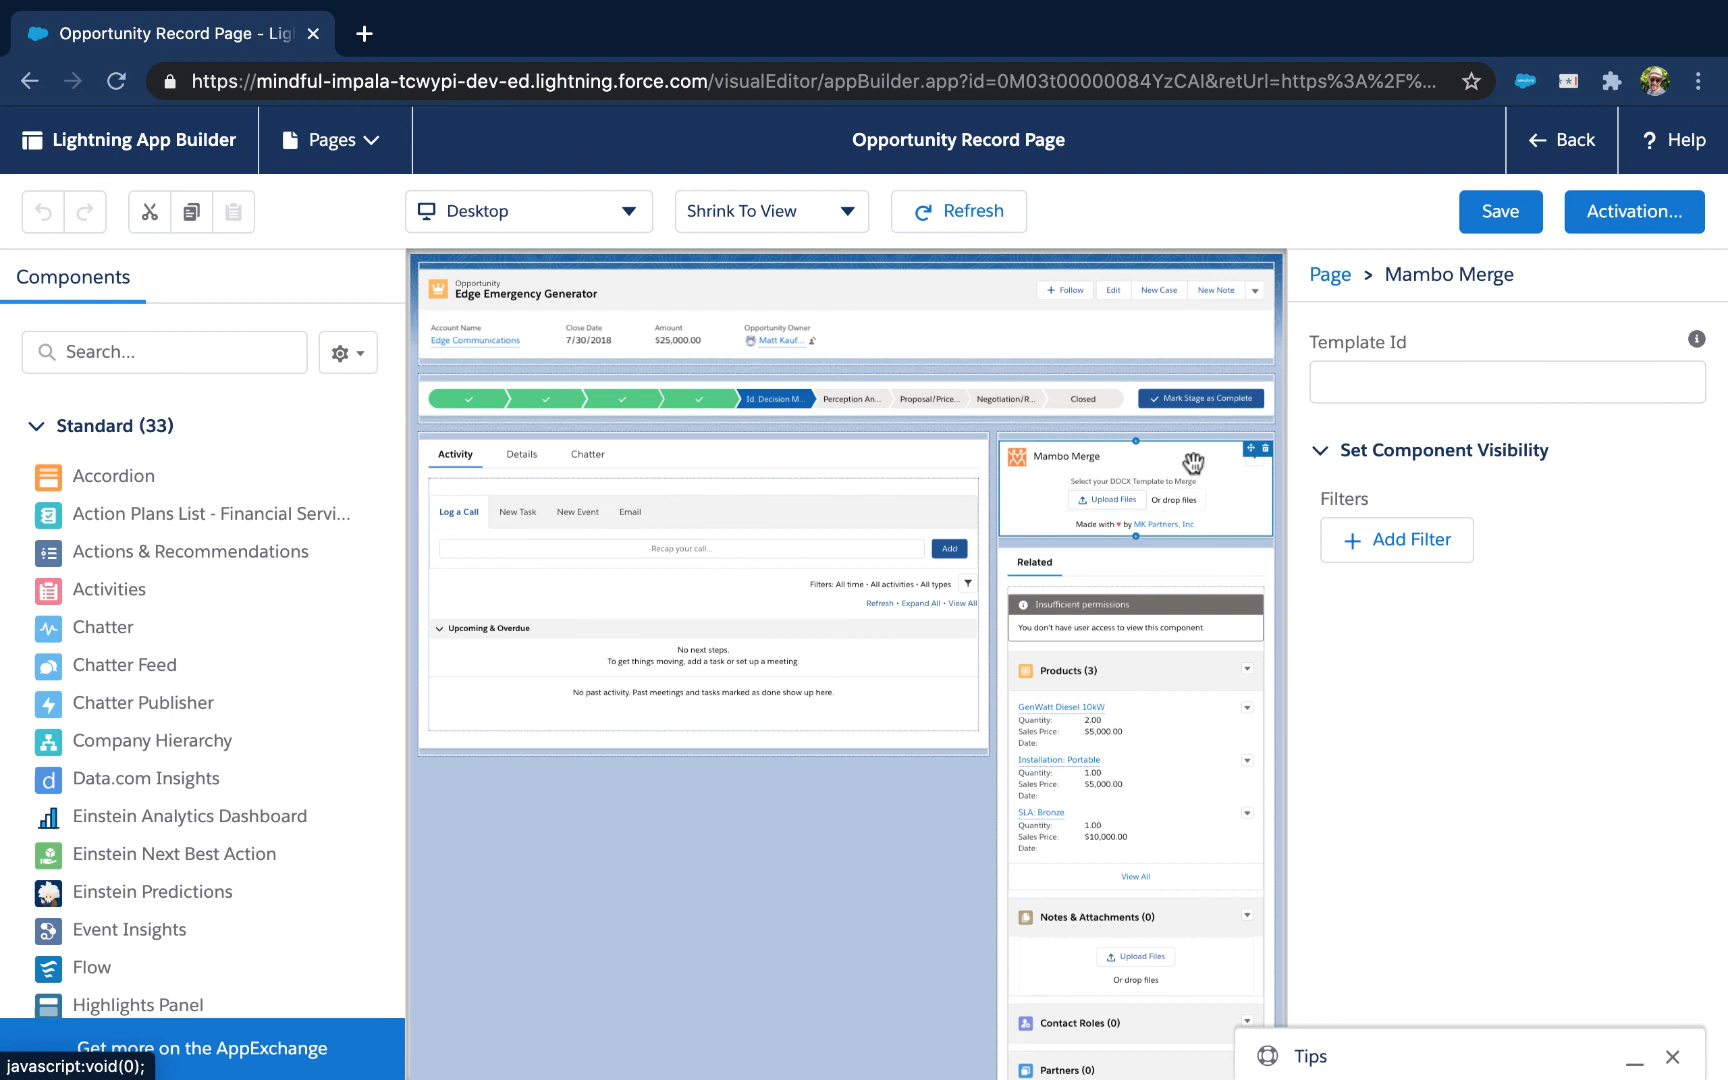 Opportunity Record Page - Lig
https://mindful-impala-tcwypi-dev-ed.lightning.force.com/visualEditor/appBuilder.app?id=0M03t00000084YzCAI&retUrl=https%3A%2F%...
Lightning App Builder
Pages
Opportunity Record Page
Back
? Help
Desktop
Shrink To View
Refresh
Save
Activation...
Components
Search...
Standard (33)
Accordion
Action Plans List - Financial Servi...
Actions & Recommendations
Activities
Chatter
Chatter Feed
Chatter Publisher
Company Hierarchy
Data.com Insights
Einstein Analytics Dashboard
Einstein Next Best Action
Einstein Predictions
Event Insights
Flow
Highlights Panel
Get more on the AppExchange
javascript:void(0);
Opportunity
Edge Emergency Generator
+ Follow
Edit
New Case
New Note
Account Name
Edge Communications
Close Date
7/30/2018
Amount
$25,000.00
Opportunity Owner
Matt Kauf...
Id. Decision M...
Perception An...
Proposal/Price...
Negotiation/R...
Closed
Mark Stage as Complete
Activity
Details
Chatter
Log a Call
New Task
New Event
Email
Recap your call...
Add
Filters: All time • All activities • All types
Refresh • Expand All • View All
Upcoming & Overdue
No next steps.
To get things moving, add a task or set up a meeting.
No past activity. Past meetings and tasks marked as done show up here.
Mambo Merge
Select your DOCX Template to Merge
Upload Files
Or drop files
Made with ♥ by MK Partners, Inc.
Related
Insufficient permissions
You don't have user access to view this component.
Products (3)
GenWatt Diesel 10kW
Quantity: 2.00
Sales Price: $5,000.00
Date:
Installation: Portable
Quantity: 1.00
Sales Price: $5,000.00
Date:
SLA: Bronze
Quantity: 1.00
Sales Price: $10,000.00
Date:
View All
Notes & Attachments (0)
Upload Files
Or drop files
Contact Roles (0)
Partners (0)
Page > Mambo Merge
Template Id
Set Component Visibility
Filters
+ Add Filter
Tips